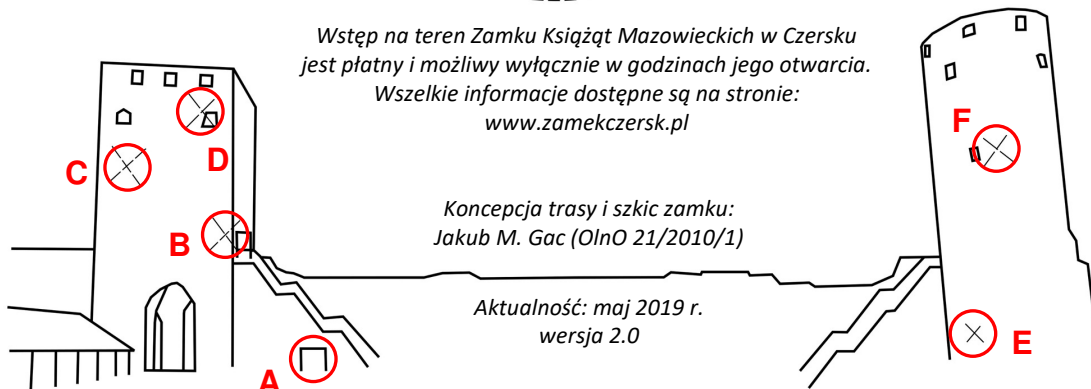 Wstęp na teren Zamku Książąt Mazowieckich w Czersku
jest płatny i możliwy wyłącznie w godzinach jego otwarcia.
Wszelkie informacje dostępne są na stronie:
www.zamekczersk.pl
F
D
C
Koncepcja trasy i szkic zamku:
Jakub M. Gac (OlnO 21/2010/1)
B
Aktualność: maj 2019 r.
wersja 2.0
E
A